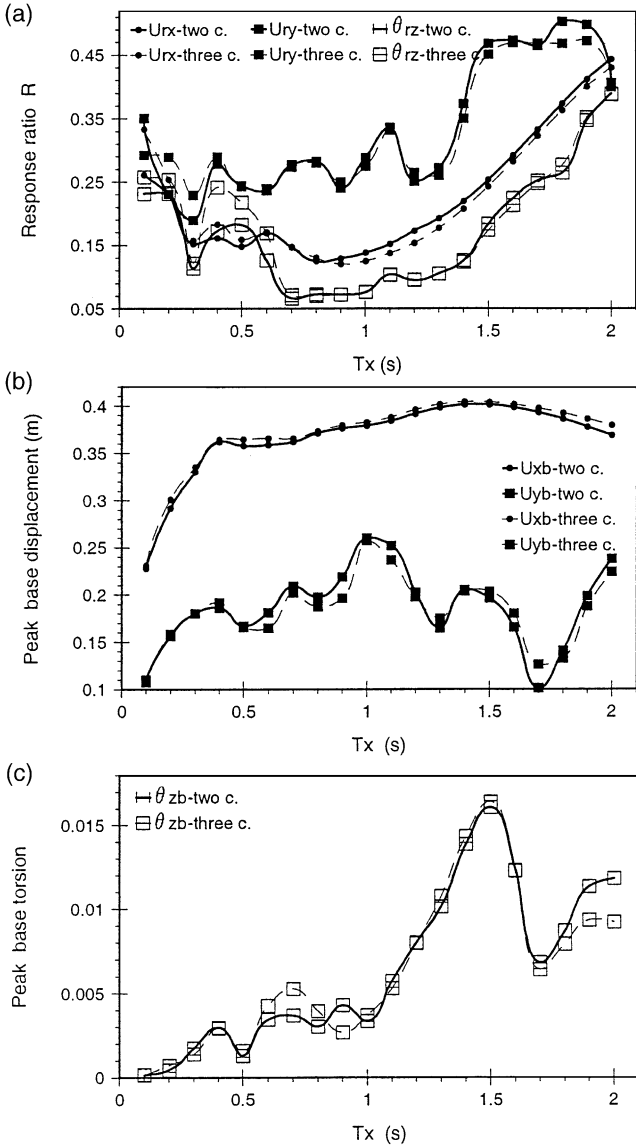 (a)
Urx-two c. Ury-two c. θrz-two c.
Urx-three c. Ury-three c. θrz-three c.
Response ratio R
0.45
0.35
0.25
0.15
0.05
0 0.5 1 1.5 2
Tx (s)
(b)
Peak base displacement (m)
0.4
0.35
0.3
0.25
0.2
0.15
0.1
Uxb-two c.
Uyb-two c.
Uxb-three c.
Uyb-three c.
0 0.5 1 1.5 2
Tx (s)
(c)
θzb-two c.
θzb-three c.
Peak base torsion
0.015
0.01
0.005
0
0 0.5 1 1.5 2
Tx (s)